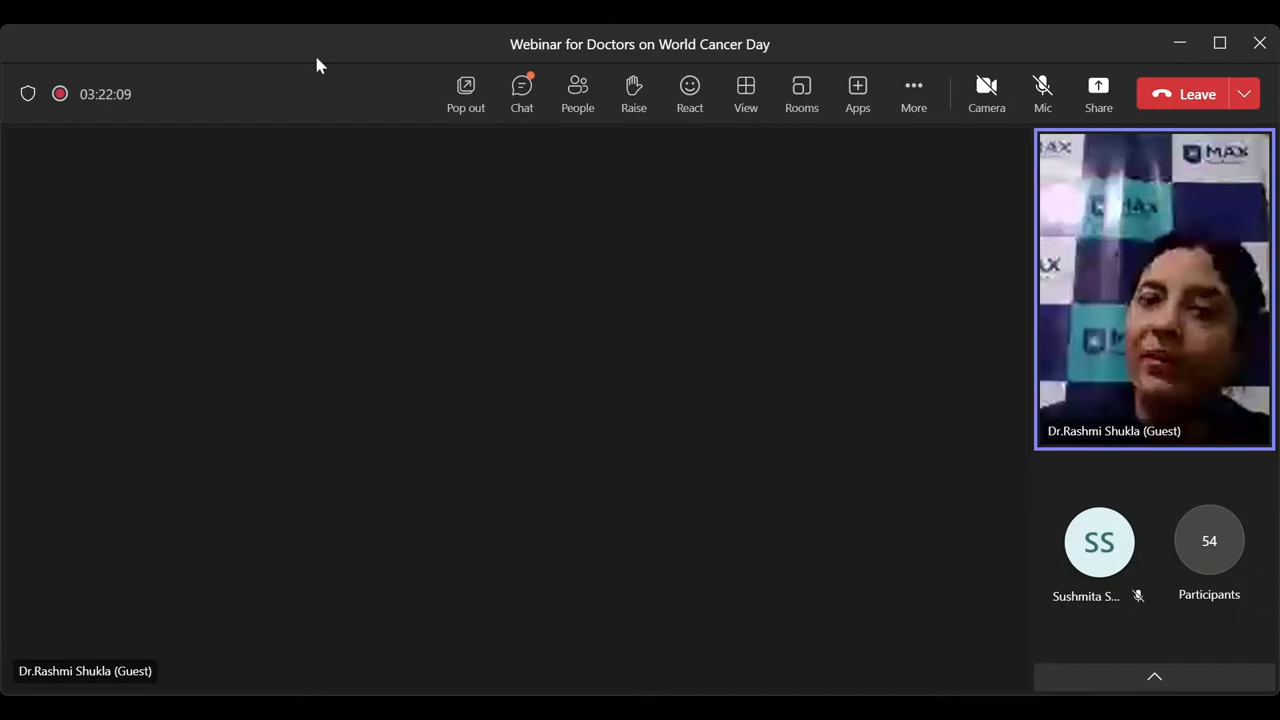 Webinar for Doctors on World Cancer Day
03:22:09
Pop out
Chat
People
Raise
React
View
Rooms
Apps
More
Camera
Mic
Share
Leave
MAX
MAX
Dr.Rashmi Shukla (Guest)
SS
54
Sushmita S...
Participants
Dr.Rashmi Shukla (Guest)